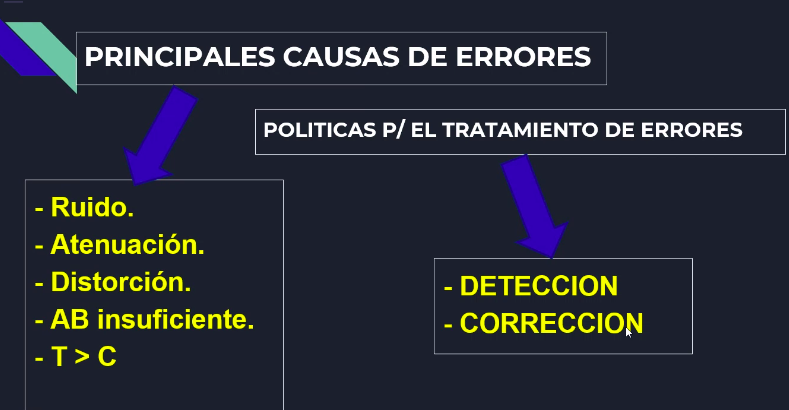 PRINCIPALES CAUSAS DE ERRORES
POLITICAS P/ EL TRATAMIENTO DE ERRORES
- Ruido.
- Atenuación.
- Distorción.
- AB insuficiente.
- T > C
- DETECCION
- CORRECCION